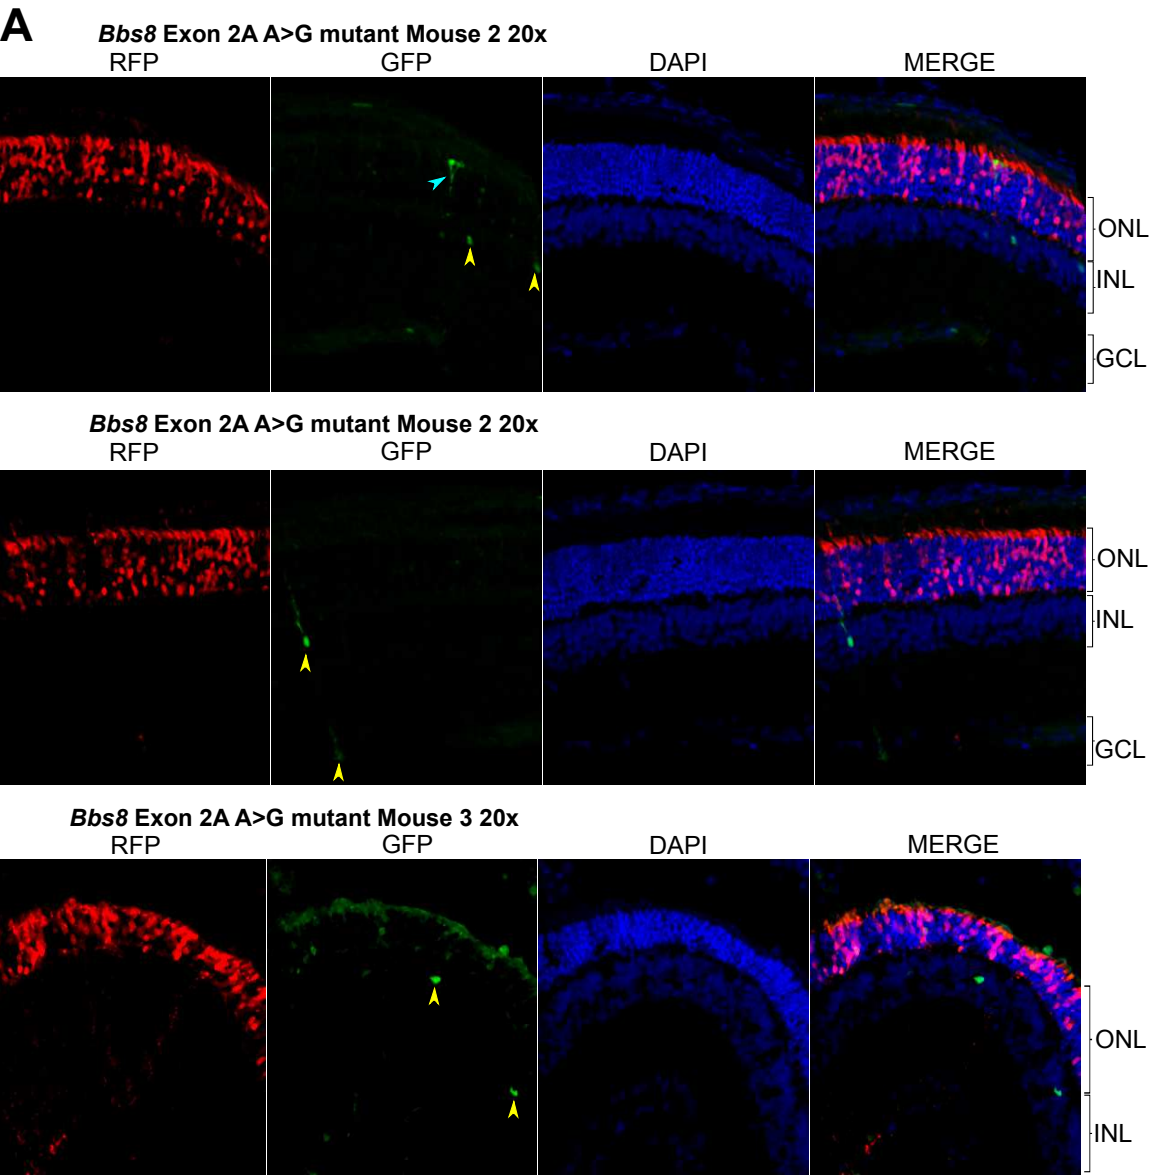 A
Bbs8 Exon 2A A>G mutant Mouse 2 20x
RFP GFP DAPI MERGE
ONL
INL
GCL
Bbs8 Exon 2A A>G mutant Mouse 2 20x
RFP GFP DAPI MERGE
ONL
INL
GCL
Bbs8 Exon 2A A>G mutant Mouse 3 20x
RFP GFP DAPI MERGE
ONL
INL